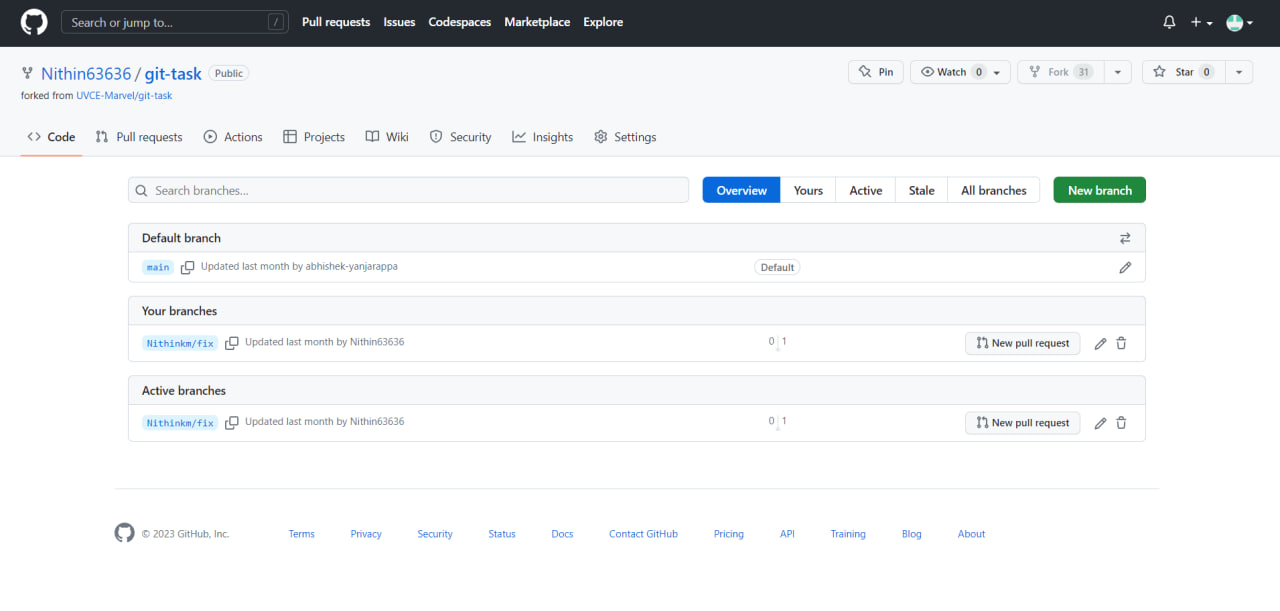 Search or jump to... / Pull requests Issues Codespaces Marketplace Explore
Nithin63636 / git-task Public Pin Watch 0 Fork 31 Star 0
forked from UVCE-Marvel/git-task
Code Pull requests Actions Projects Wiki Security Insights Settings
Search branches... Overview Yours Active Stale All branches New branch
Default branch
main Updated last month by abhishek-yanjarappa Default
Your branches
Nithinkm/fix Updated last month by Nithin63636 0 1 New pull request
Active branches
Nithinkm/fix Updated last month by Nithin63636 0 1 New pull request
© 2023 GitHub, Inc. Terms Privacy Security Status Docs Contact GitHub Pricing API Training Blog About